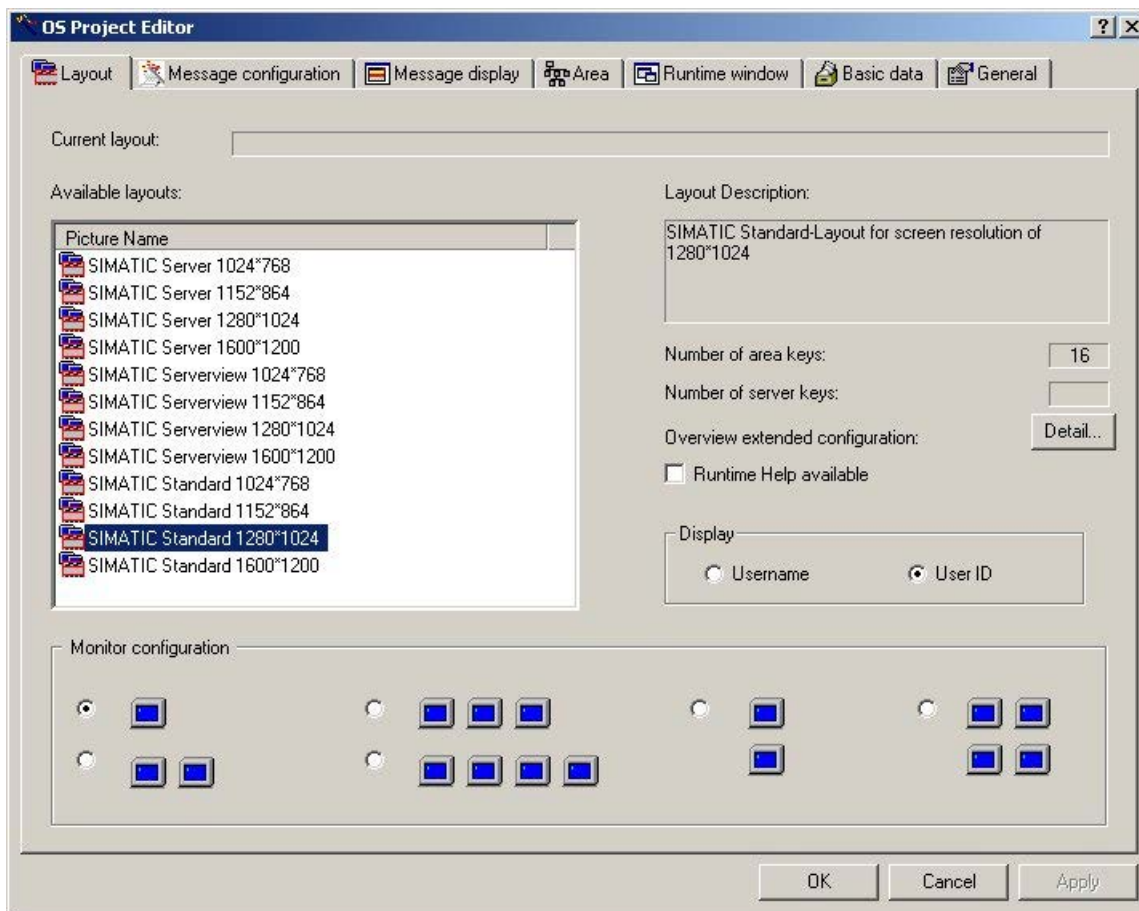 OS Project Editor
Layout
Message configuration
Message display
Area
Runtime window
Basic data
General
Current layout:
Available layouts:
Layout Description:
Picture Name
SIMATIC Server 1024*768
SIMATIC Server 1152*864
SIMATIC Server 1280*1024
SIMATIC Server 1600*1200
SIMATIC Serverview 1024*768
SIMATIC Serverview 1152*864
SIMATIC Serverview 1280*1024
SIMATIC Serverview 1600*1200
SIMATIC Standard 1024*768
SIMATIC Standard 1152*864
SIMATIC Standard 1280*1024
SIMATIC Standard 1600*1200
SIMATIC Standard-Layout for screen resolution of
1280*1024
Number of area keys: 16
Number of server keys:
Overview extended configuration: Detail...
Runtime Help available
Display
Username User ID
Monitor configuration
OK Cancel Apply